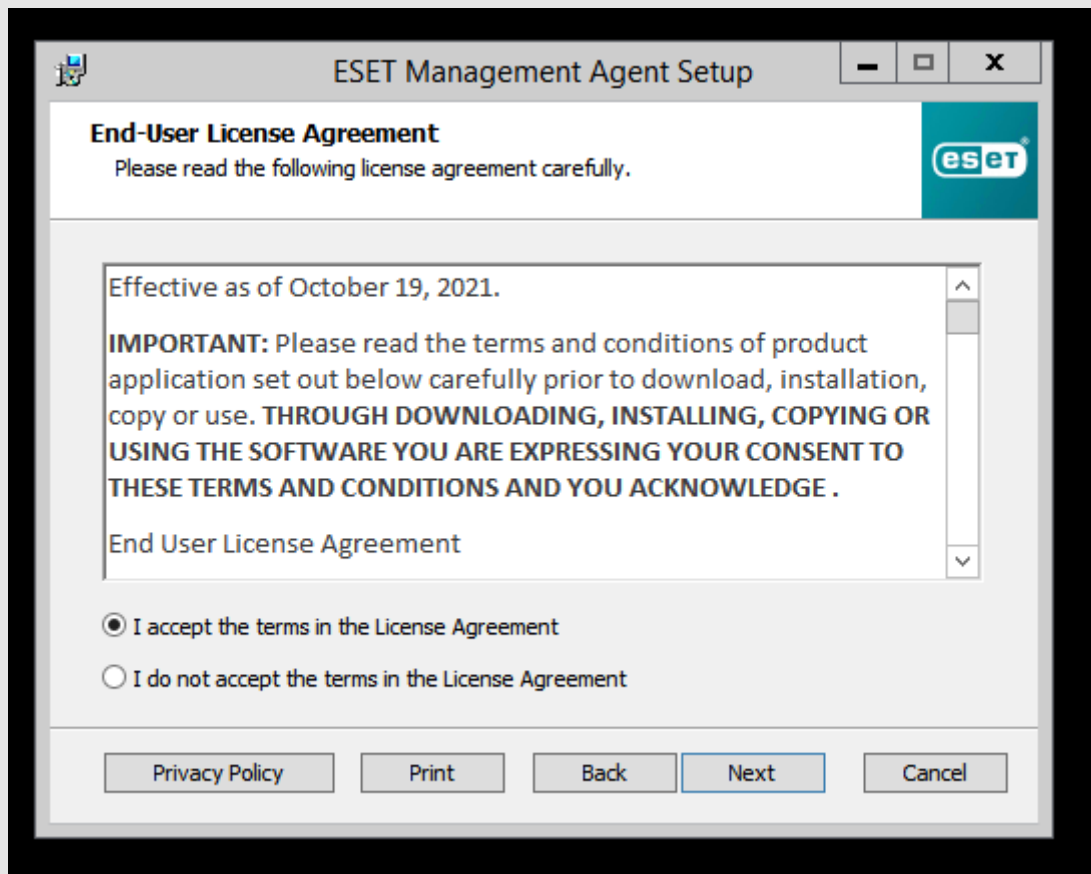 ESET Management Agent Setup
End-User License Agreement
Please read the following license agreement carefully.
eseT®
Effective as of October 19, 2021.
IMPORTANT: Please read the terms and conditions of product
application set out below carefully prior to download, installation,
copy or use. THROUGH DOWNLOADING, INSTALLING, COPYING OR
USING THE SOFTWARE YOU ARE EXPRESSING YOUR CONSENT TO
THESE TERMS AND CONDITIONS AND YOU ACKNOWLEDGE .
End User License Agreement
I accept the terms in the License Agreement
I do not accept the terms in the License Agreement
Privacy Policy Print Back Next Cancel